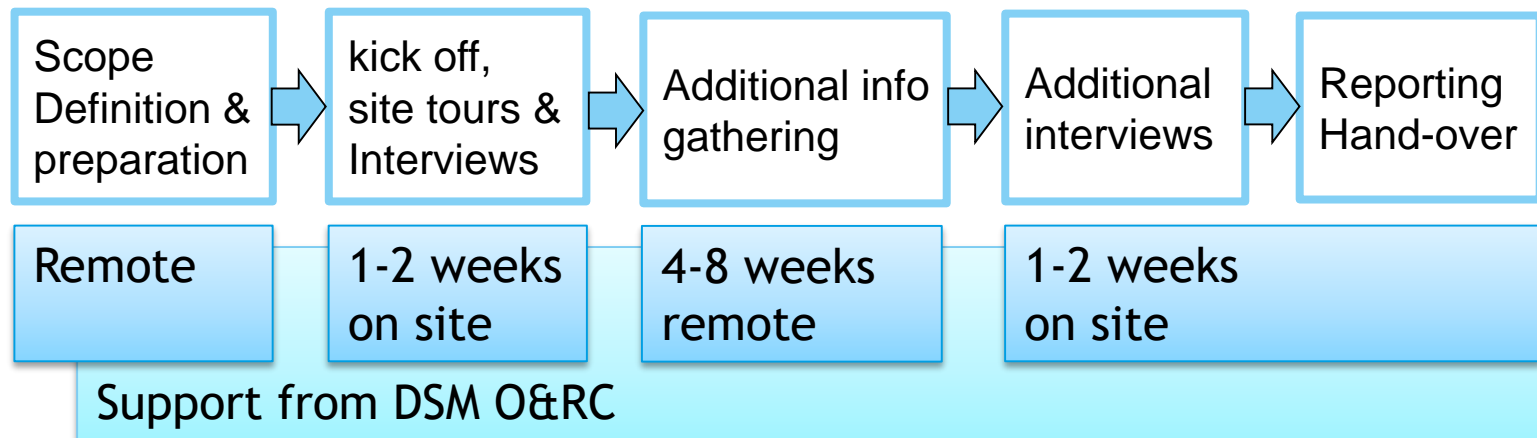 Scope
Definition &
preparation
kick off,
site tours &
Interviews
Additional info
gathering
Additional
interviews
Reporting
Hand-over
Remote
1-2 weeks
on site
4-8 weeks
remote
1-2 weeks
on site
Support from DSM O&RC